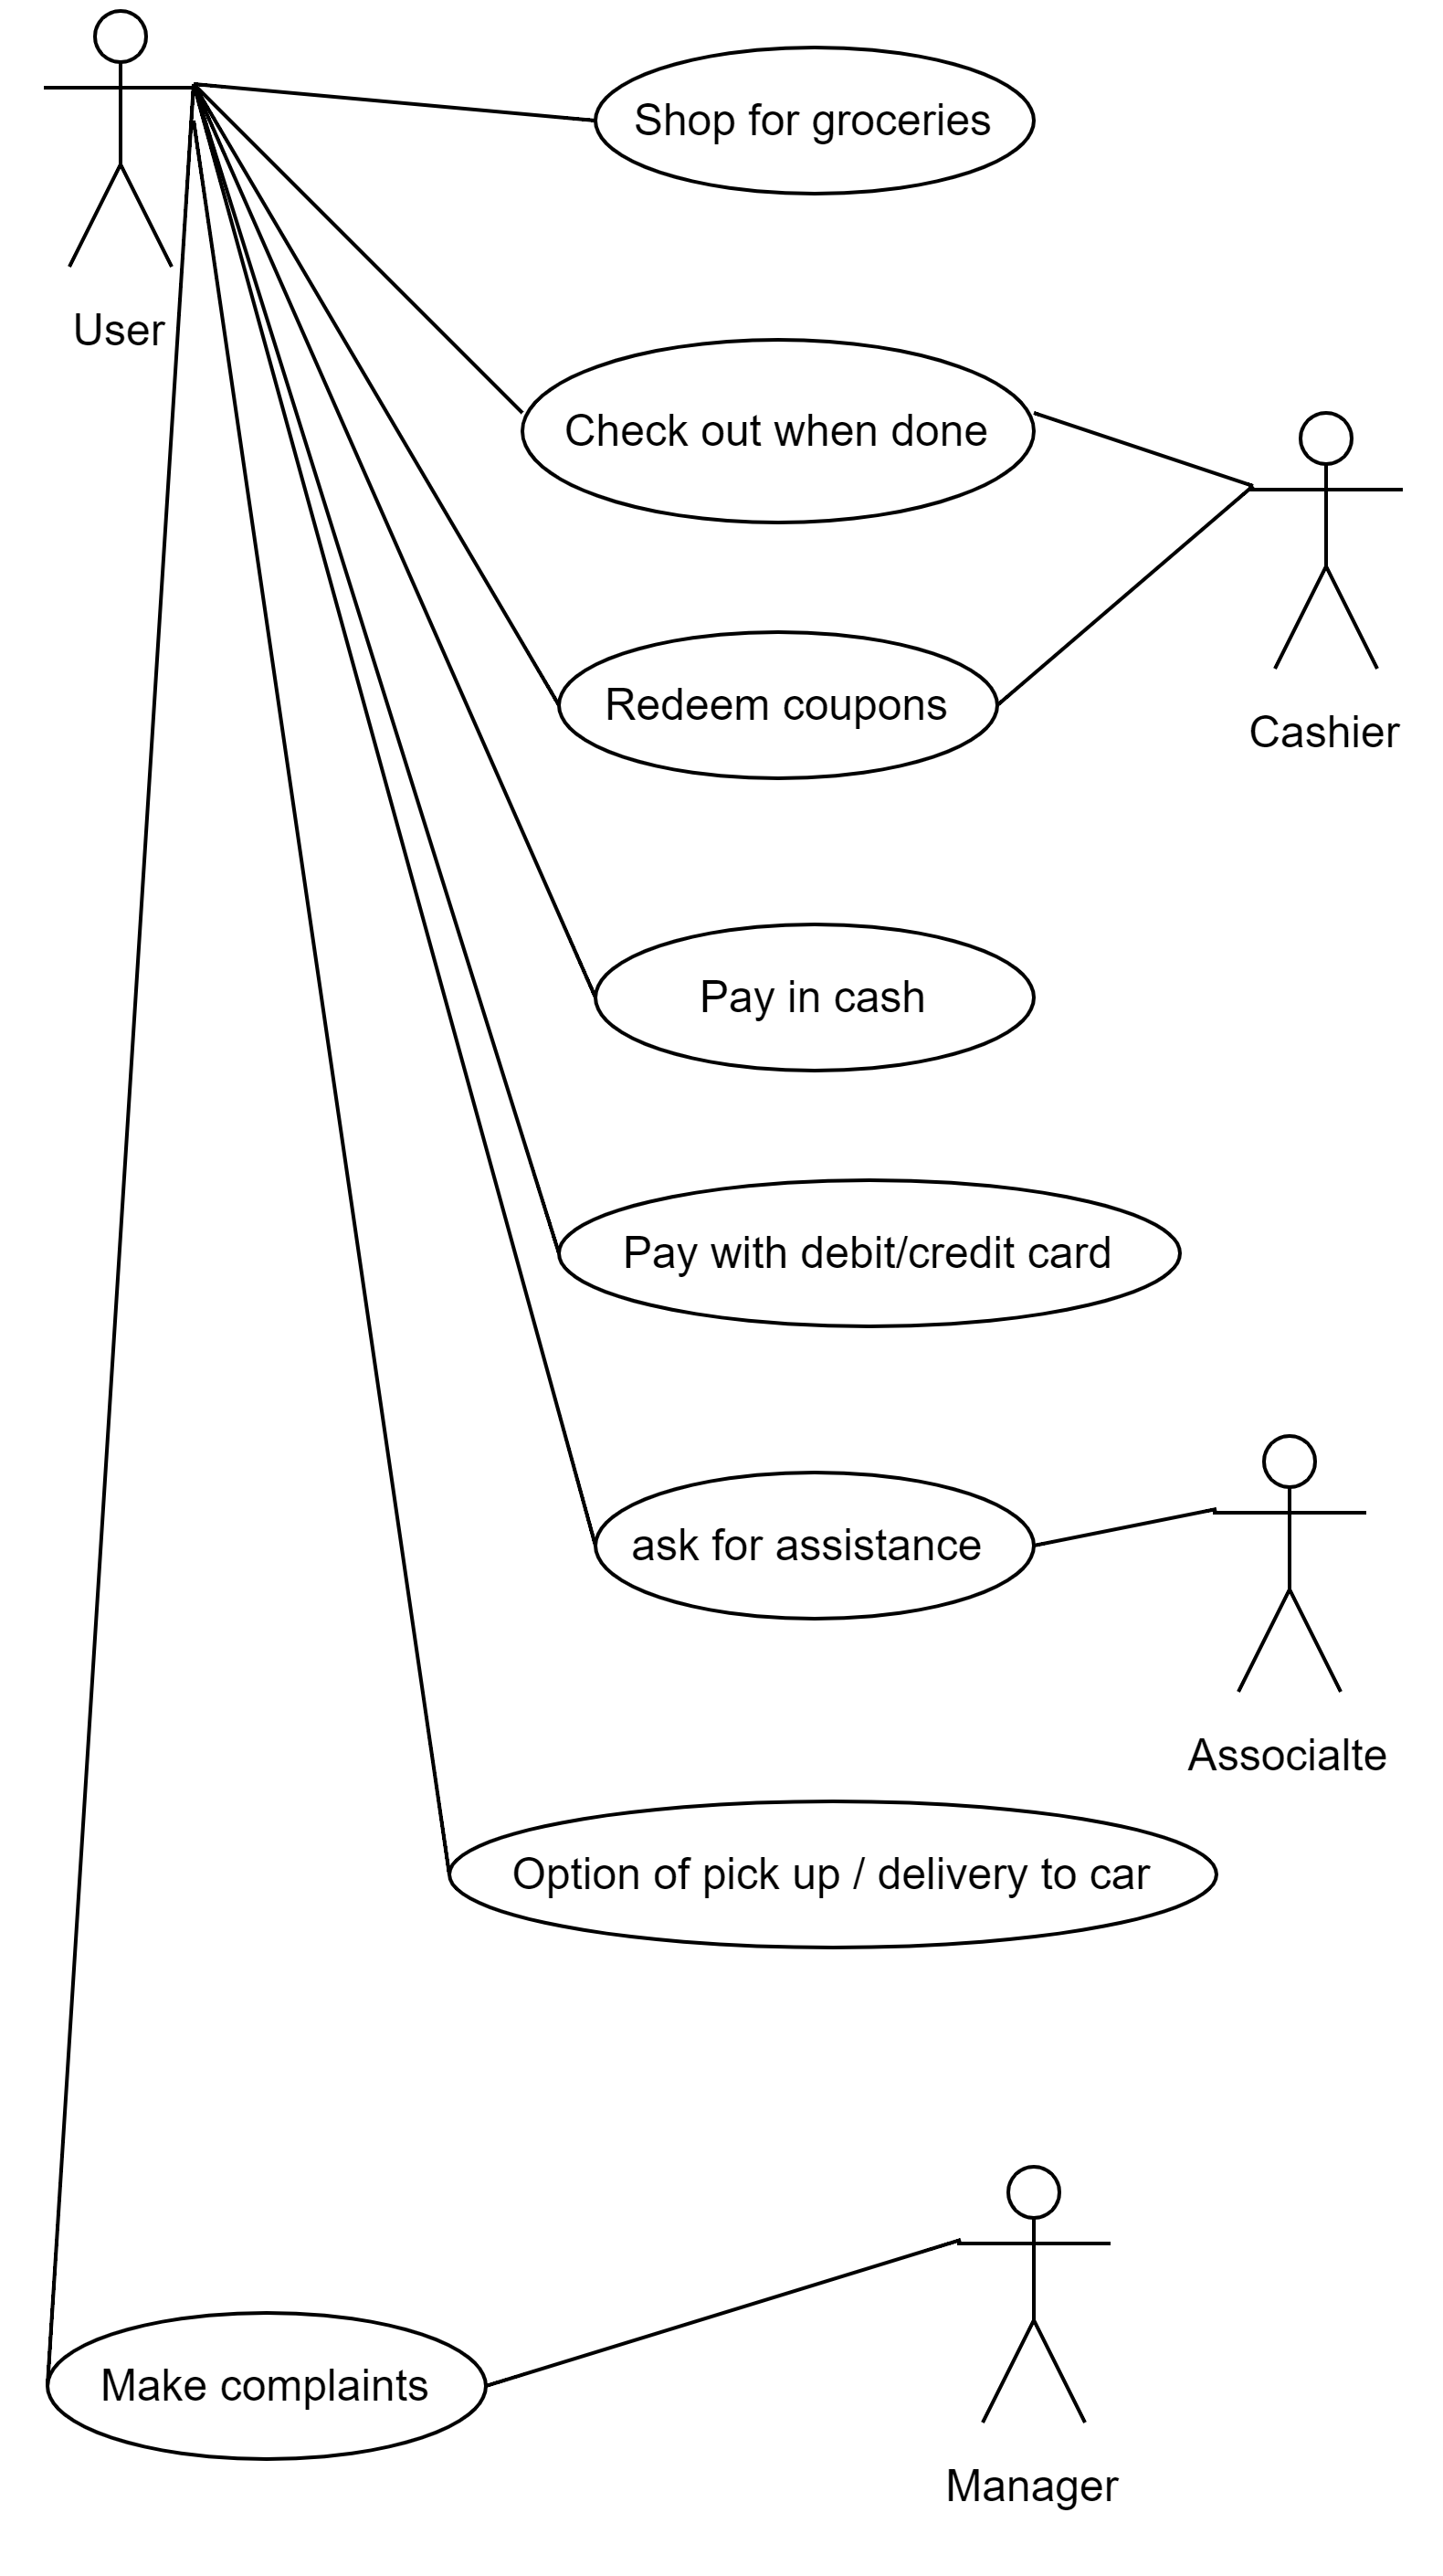 Shop for groceries
User
Check out when done
Redeem coupons
Cashier
Pay in cash
Pay with debit/credit card
ask for assistance
Associalte
Option of pick up / delivery to car
Make complaints
Manager